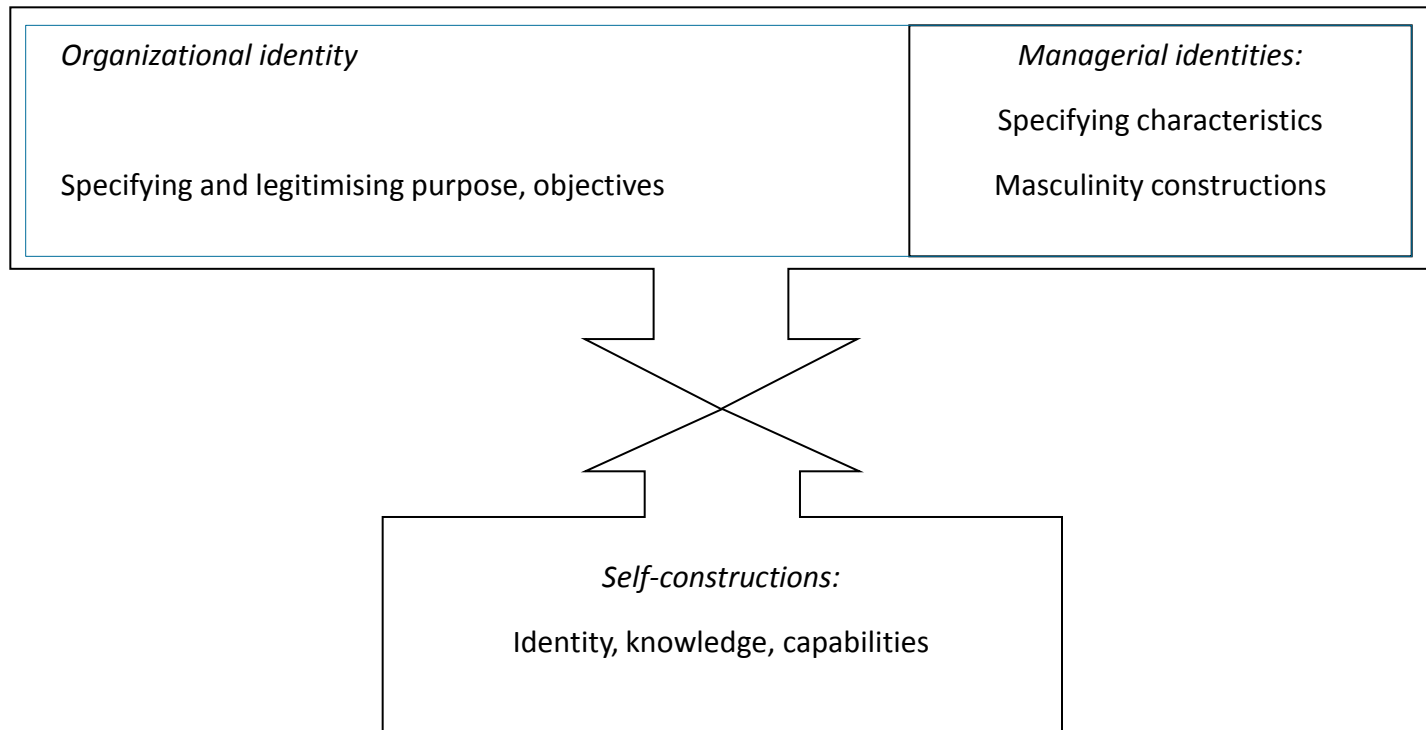 Organizational identity
Specifying and legitimising purpose, objectives
Managerial identities:
Specifying characteristics
Masculinity constructions
Self-constructions:
Identity, knowledge, capabilities